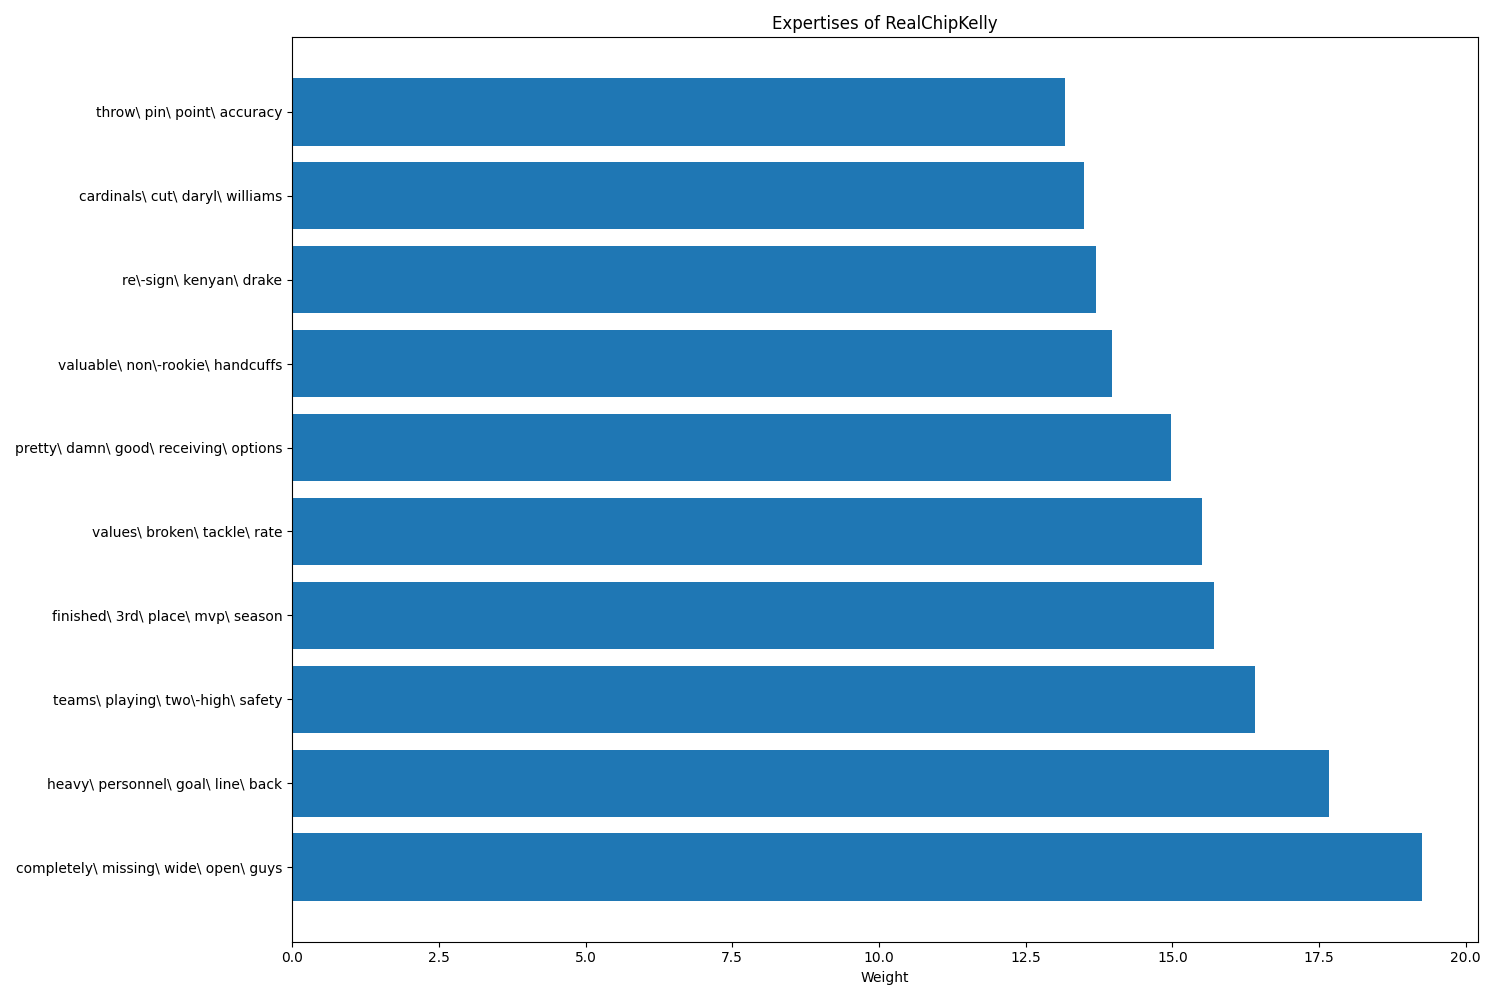 Expertises of RealChipKelly
throw\ pin\ point\ accuracy
cardinals\ cut\ daryl\ williams
re\-sign\ kenyan\ drake
valuable\ non\-rookie\ handcuffs
pretty\ damn\ good\ receiving\ options
values\ broken\ tackle\ rate
finished\ 3rd\ place\ mvp\ season
teams\ playing\ two\-high\ safety
heavy\ personnel\ goal\ line\ back
completely\ missing\ wide\ open\ guys
0.0 2.5 5.0 7.5 10.0 12.5 15.0 17.5 20.0
Weight